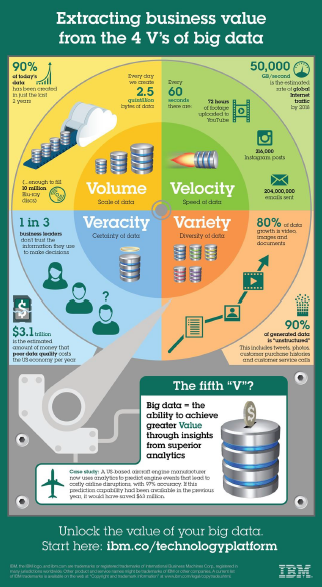 Extracting business value
from the 4 V's of big data
90%
of today's
data
has been created
in just the last
2 years
Every day
we create
2.5
quintillion
bytes of data
(...enough to fill
10 million
Blu-ray
discs)
Volume
Scale of data
Every
60
seconds
there are:
72 hours
of footage
uploaded to
YouTube
50,000
GB/second
is the estimated
rate of global
Internet
traffic
by 2018
216,000
Instagram posts
204,000,000
emails sent
Velocity
Speed of data
1 in 3
business leaders
don't trust the
information they
use to make
decisions
Veracity
Certainty of data
?
$
$3.1 trillion
is the estimated
amount of money that
poor data quality costs
the US economy per year
Variety
Diversity of data
80% of data
growth is video,
images and
documents
90%
of generated data
is "unstructured"
This includes tweets, photos,
customer purchase histories
and customer service calls
The fifth "V"?
Big data = the
ability to achieve
greater Value
through insights
from superior
analytics
$
Case study: A US-based aircraft engine manufacturer
now uses analytics to predict engine events that lead to
costly airline disruptions, with 97% accuracy. If this
prediction capability had been available in the previous
year, it would have saved $63 million.
Unlock the value of your big data.
Start here: ibm.co/technologyplatform
IBM